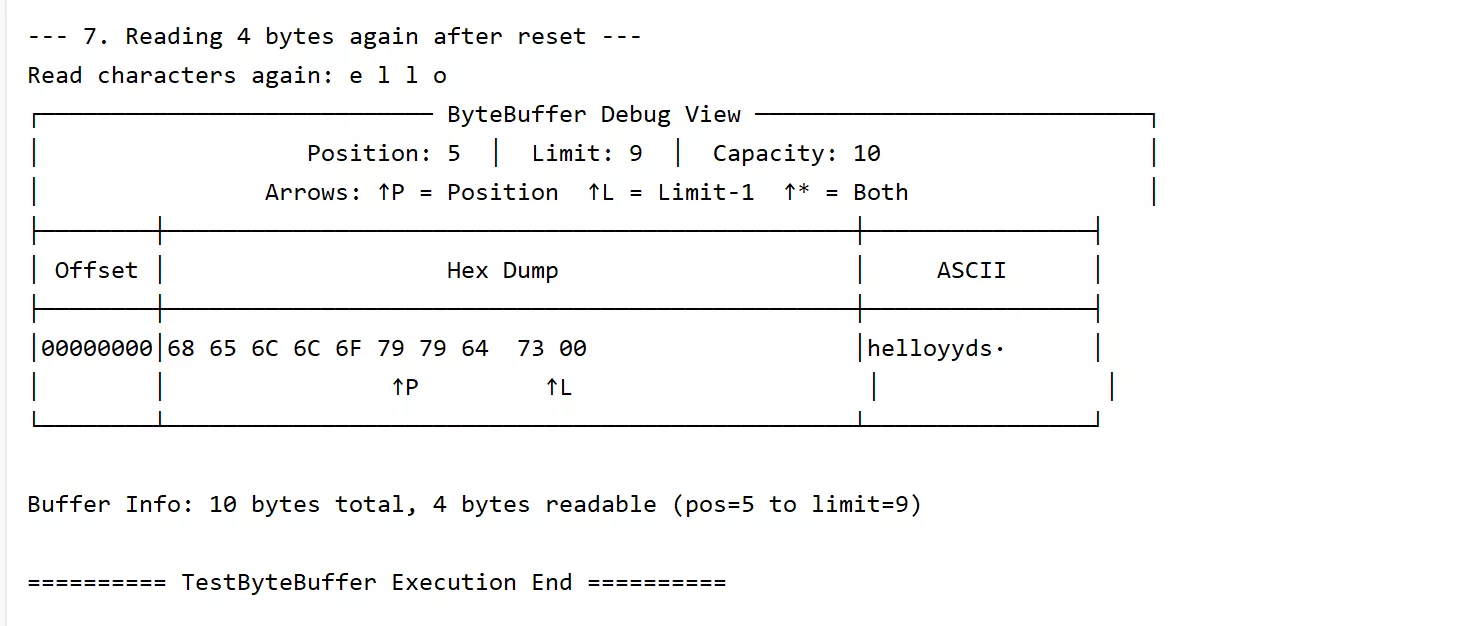 --- 7. Reading 4 bytes again after reset ---
Read characters again: e l l o
┌──────────────────────────── ByteBuffer Debug View ────────────────────────────┐
│                   Position: 5  │  Limit: 9  │  Capacity: 10                   │
│                Arrows: ↑P = Position  ↑L = Limit-1  ↑* = Both                 │
├────────┼──────────────────────────────────────────────────┼────────────────┤
│ Offset │                    Hex Dump                      │     ASCII      │
├────────┼──────────────────────────────────────────────────┼────────────────┤
│00000000│68 65 6C 6C 6F 79 79 64  73 00                    │helloyyds·      │
│        │                ↑P         ↑L                      │                │
└────────┴──────────────────────────────────────────────────┴────────────────┘
Buffer Info: 10 bytes total, 4 bytes readable (pos=5 to limit=9)
========== TestByteBuffer Execution End ==========